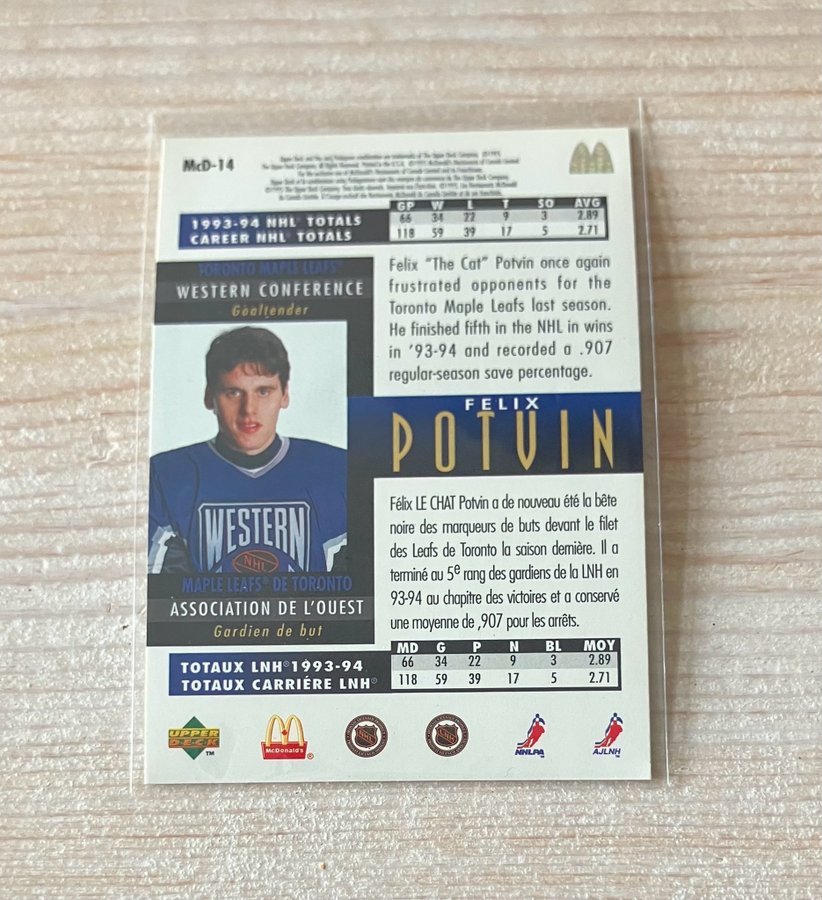 McD-14
GP W L T SO AVG
1993-94 NHL TOTALS 66 34 22 9 3 2.89
CAREER NHL TOTALS 118 59 39 17 5 2.71
TORONTO MAPLE LEAFS®
WESTERN CONFERENCE
Goaltender
Felix "The Cat" Potvin once again
frustrated opponents for the
Toronto Maple Leafs last season.
He finished fifth in the NHL in wins
in '93-94 and recorded a .907
regular-season save percentage.
FELIX
POTVIN
WESTERN
NHL
Félix LE CHAT Potvin a de nouveau été la bête
noire des marqueurs de buts devant le filet
des Leafs de Toronto la saison dernière. Il a
terminé au 5e rang des gardiens de la LNH en
93-94 au chapitre des victoires et a conservé
une moyenne de ,907 pour les arrêts.
MAPLE LEAFS® DE TORONTO
ASSOCIATION DE L'OUEST
Gardien de but
MD G P N BL MOY
TOTAUX LNH® 1993-94 66 34 22 9 3 2.89
TOTAUX CARRIÉRE LNH® 118 59 39 17 5 2.71
UPPER DECK ™
McDonald's ®
NHL
NHLPA ™
AJLNH ™